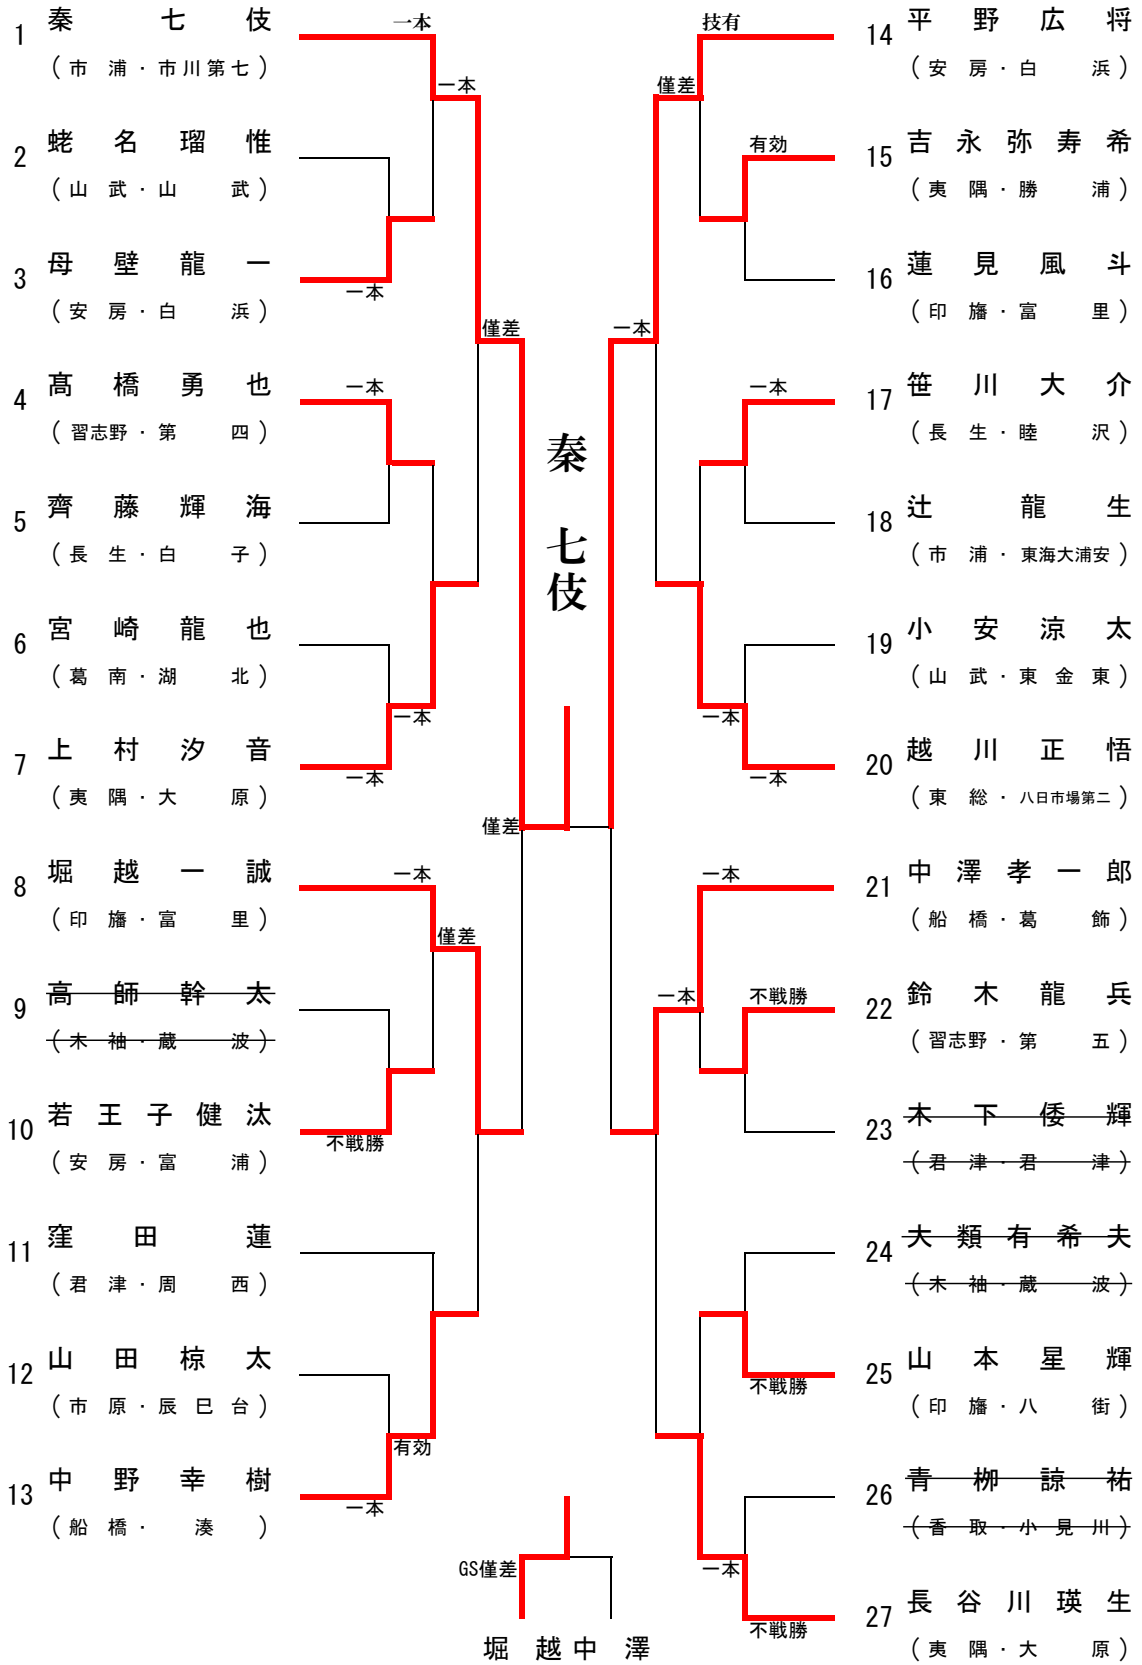 1 秦 七 伎
一本
（ 市 浦 ・ 市川第七 ）
一本
2 蛯 名 瑠 惟
（ 山 武 ・ 山 武 ）
3 母 壁 龍 一
一本
（ 安 房 ・ 白 浜 ）
僅差
4 髙 橋 勇 也
一本
（ 習志野 ・ 第 四 ）
5 齊 藤 輝 海
（ 長 生 ・ 白 子 ）
6 宮 崎 龍 也
（ 葛 南 ・ 湖 北 ）
一本
7 上 村 汐 音
一本
（ 夷 隅 ・ 大 原 ）
僅差
8 堀 越 一 誠
一本
（ 印 旛 ・ 富 里 ）
僅差
9 高 師 幹 太
（ 木 袖 ・ 蔵 波 ）
10 若 王 子 健 汰
不戦勝
（ 安 房 ・ 富 浦 ）
11 窪 田 蓮
（ 君 津 ・ 周 西 ）
12 山 田 椋 太
（ 市 原 ・ 辰 巳 台 ）
有効
13 中 野 幸 樹
一本
（ 船 橋 ・ 湊 ）
秦 七伎
技有
14 平 野 広 将
（ 安 房 ・ 白 浜 ）
僅差
有効
15 吉 永 弥 寿 希
（ 夷 隅 ・ 勝 浦 ）
16 蓮 見 風 斗
（ 印 旛 ・ 富 里 ）
一本
一本
17 笹 川 大 介
（ 長 生 ・ 睦 沢 ）
18 辻 龍 生
（ 市 浦 ・ 東海大浦安 ）
19 小 安 涼 太
（ 山 武 ・ 東 金 東 ）
一本
20 越 川 正 悟
一本
（ 東 総 ・ 八日市場第二 ）
一本
21 中 澤 孝 一 郎
（ 船 橋 ・ 葛 飾 ）
一本
不戦勝
22 鈴 木 龍 兵
（ 習志野 ・ 第 五 ）
23 木 下 倭 輝
（ 君 津 ・ 君 津 ）
24 大 類 有 希 夫
（ 木 袖 ・ 蔵 波 ）
25 山 本 星 輝
不戦勝
（ 印 旛 ・ 八 街 ）
26 青 栁 諒 祐
（ 香 取 ・ 小 見 川 ）
一本
27 長 谷 川 瑛 生
不戦勝
（ 夷 隅 ・ 大 原 ）
GS僅差
堀 越 中 澤